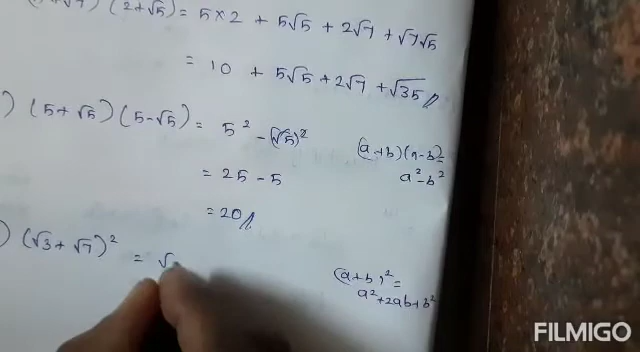 (2+√5) = 5×2 + 5√5 + 2√7 + √7√5
= 10 + 5√5 + 2√7 + √35//
) (5+√5) (5-√5) = 5² - (√5)²
(a+b)(a-b)=
a²-b²
= 25 - 5
= 20//
) (√3 + √7)² = √
(a+b)² =
a²+2ab+b²
FILMIGO